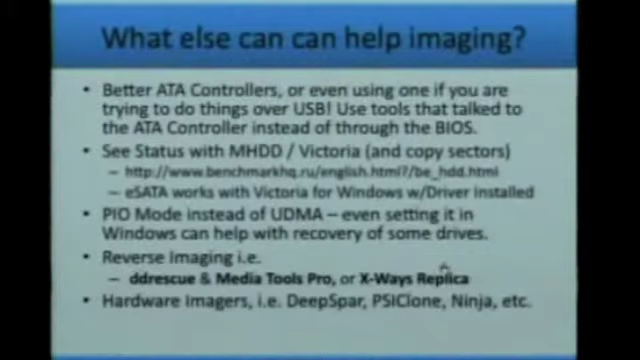 What else can can help imaging?
• Better ATA Controllers, or even using one if you are
trying to do things over USB! Use tools that talked to
the ATA Controller instead of through the BIOS.
• See Status with MHDD / Victoria (and copy sectors)
– http://www.benchmarkhq.ru/english.html?/be_hdd.html
– eSATA works with Victoria for Windows w/Driver installed
• PIO Mode instead of UDMA – even setting it in
Windows can help with recovery of some drives.
• Reverse Imaging i.e.
– ddrescue & Media Tools Pro, or X-Ways Replica
• Hardware Imagers, i.e. DeepSpar, PSIClone, Ninja, etc.